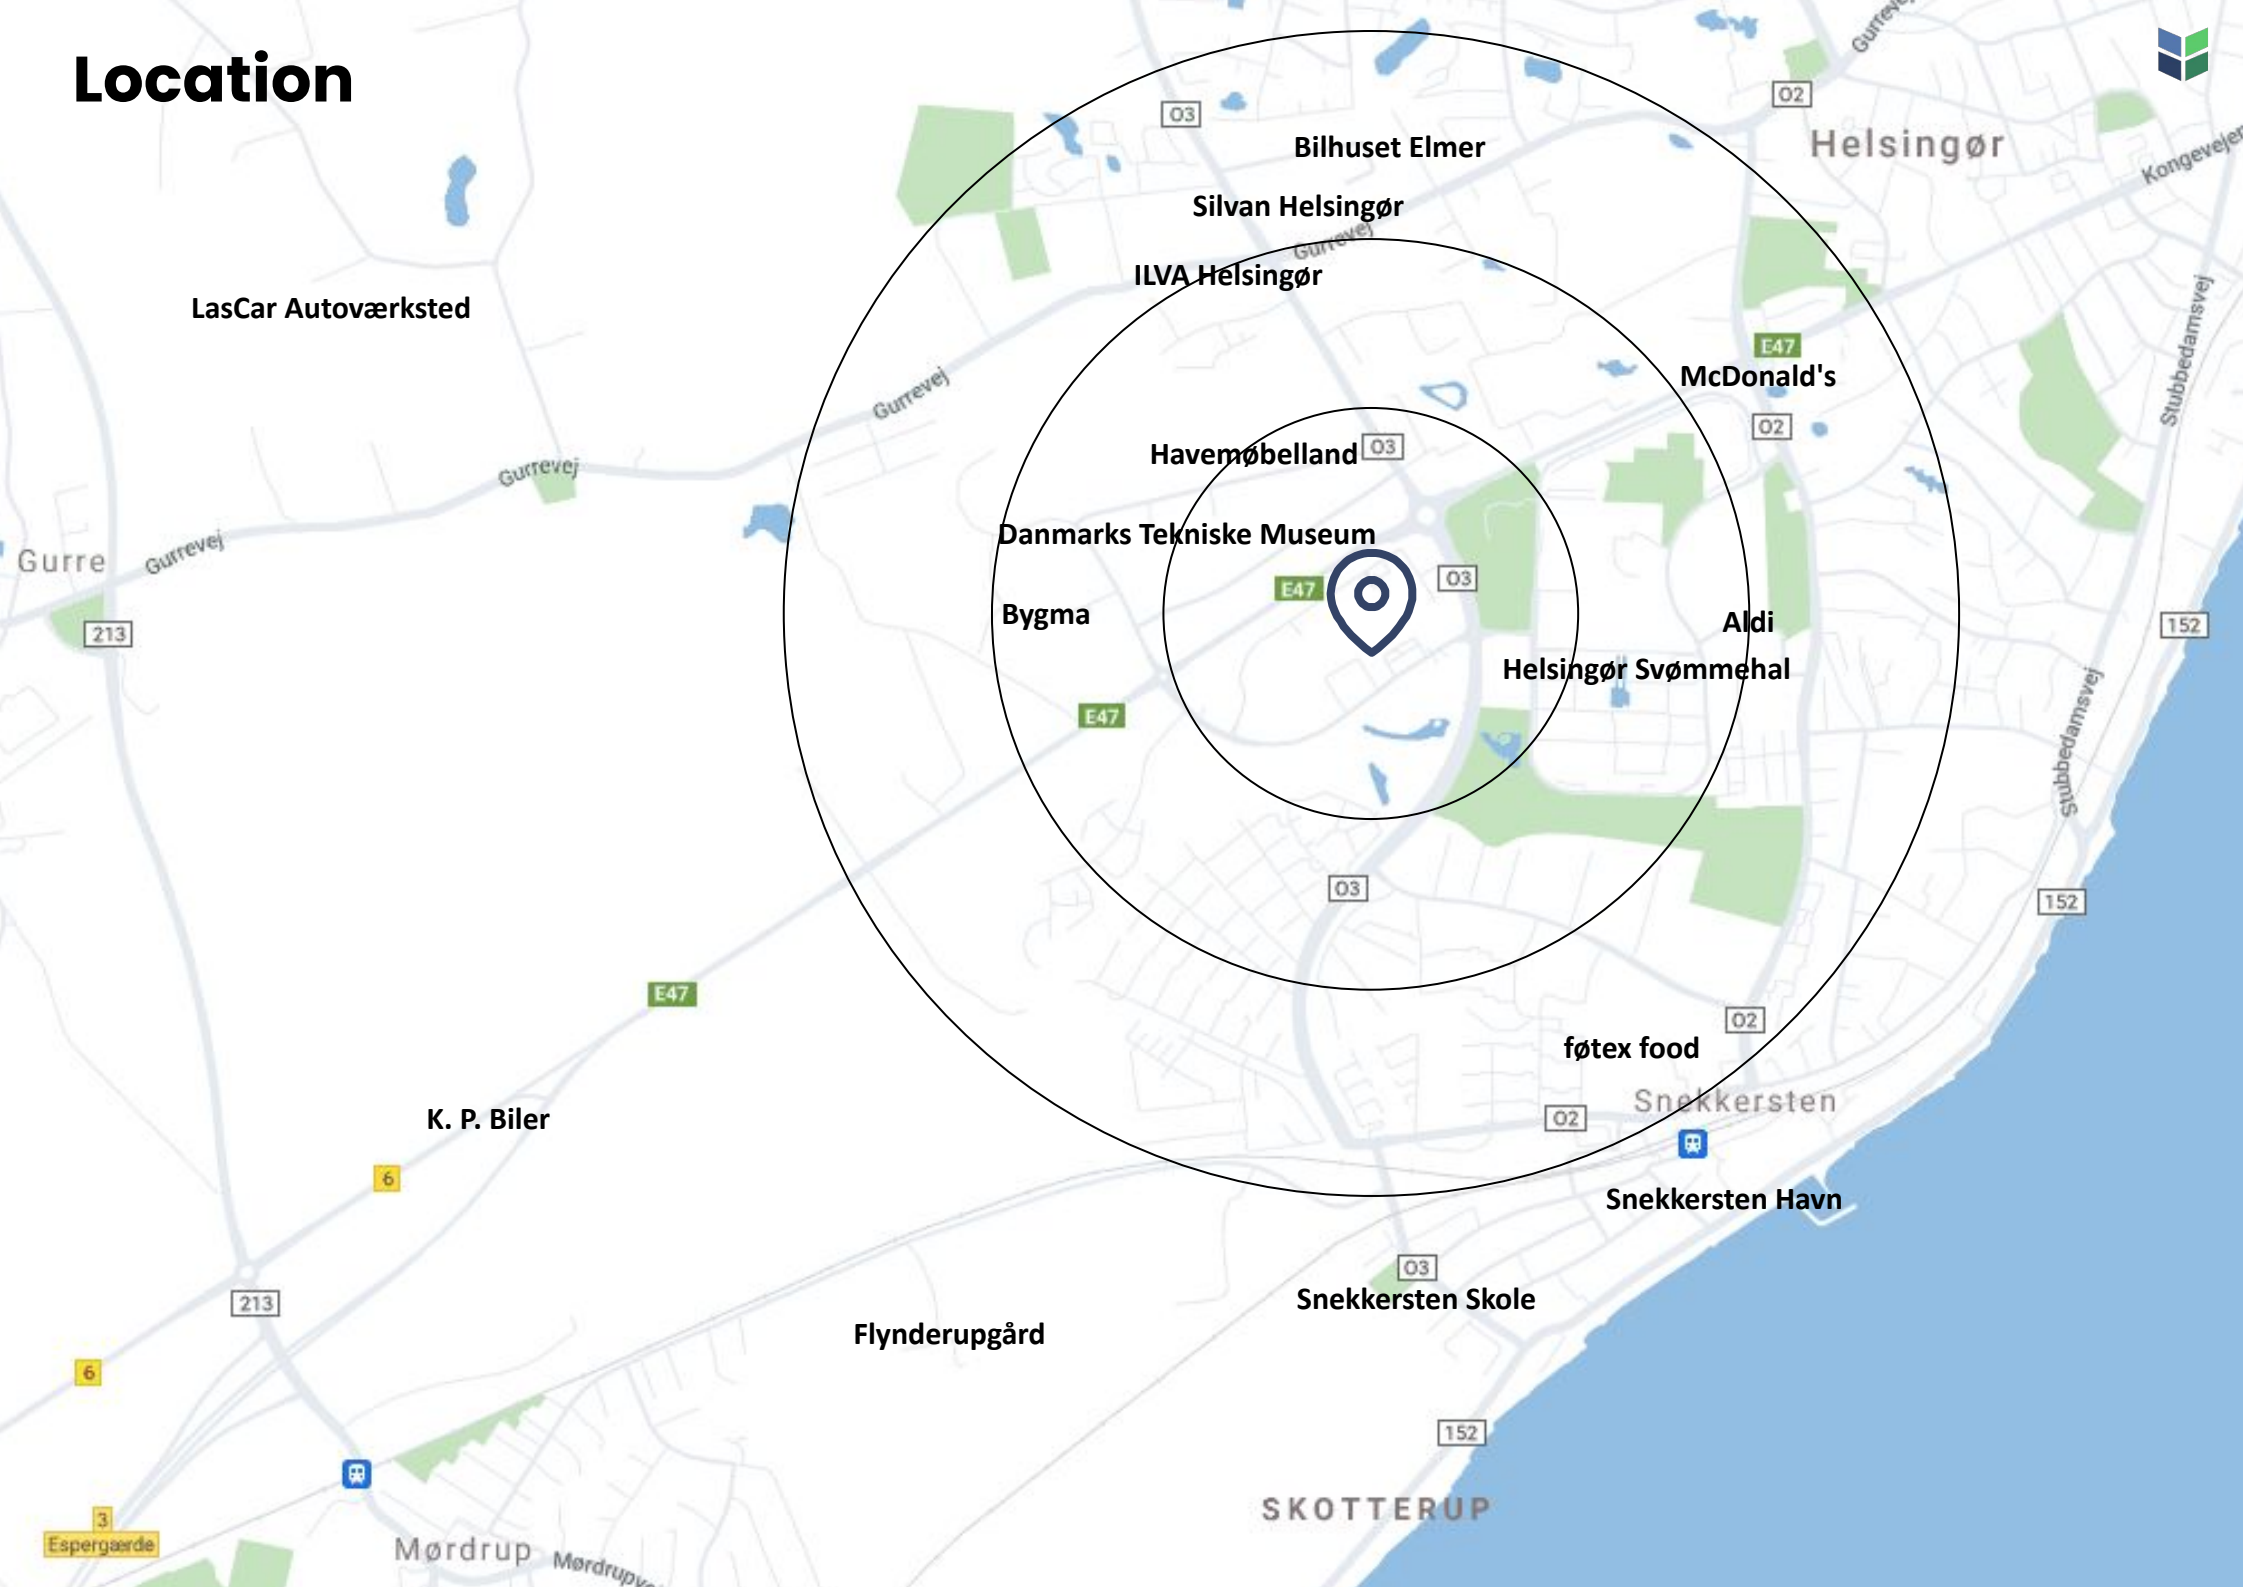 Location
Gurrevej
O2
O3
Helsingør
Bilhuset Elmer
Kongevejen
Silvan Helsingør
Gurrevej
ILVA Helsingør
LasCar Autoværksted
Stubbedamsvej
E47
McDonald's
Gurrevej
O2
Havemøbelland
O3
Gurrevej
Danmarks Tekniske Museum
Gurrevej
Gurre
O3
E47
Bygma
Aldi
152
213
Helsingør Svømmehal
E47
Stubbedamsvej
O3
152
E47
O2
føtex food
Snekkersten
K. P. Biler
O2
6
Snekkersten Havn
O3
213
Snekkersten Skole
Flynderupgård
6
152
SKOTTERUP
3
Espergærde
Mørdrup